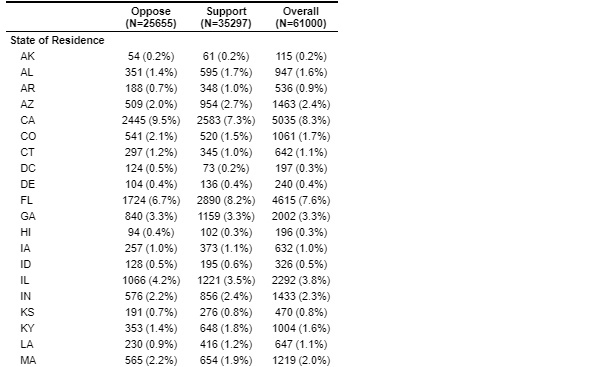 Oppose Support Overall
(N=25655) (N=35297) (N=61000)
State of Residence
AK 54 (0.2%) 61 (0.2%) 115 (0.2%)
AL 351 (1.4%) 595 (1.7%) 947 (1.6%)
AR 188 (0.7%) 348 (1.0%) 536 (0.9%)
AZ 509 (2.0%) 954 (2.7%) 1463 (2.4%)
CA 2445 (9.5%) 2583 (7.3%) 5035 (8.3%)
CO 541 (2.1%) 520 (1.5%) 1061 (1.7%)
CT 297 (1.2%) 345 (1.0%) 642 (1.1%)
DC 124 (0.5%) 73 (0.2%) 197 (0.3%)
DE 104 (0.4%) 136 (0.4%) 240 (0.4%)
FL 1724 (6.7%) 2890 (8.2%) 4615 (7.6%)
GA 840 (3.3%) 1159 (3.3%) 2002 (3.3%)
HI 94 (0.4%) 102 (0.3%) 196 (0.3%)
IA 257 (1.0%) 373 (1.1%) 632 (1.0%)
ID 128 (0.5%) 195 (0.6%) 326 (0.5%)
IL 1066 (4.2%) 1221 (3.5%) 2292 (3.8%)
IN 576 (2.2%) 856 (2.4%) 1433 (2.3%)
KS 191 (0.7%) 276 (0.8%) 470 (0.8%)
KY 353 (1.4%) 648 (1.8%) 1004 (1.6%)
LA 230 (0.9%) 416 (1.2%) 647 (1.1%)
MA 565 (2.2%) 654 (1.9%) 1219 (2.0%)